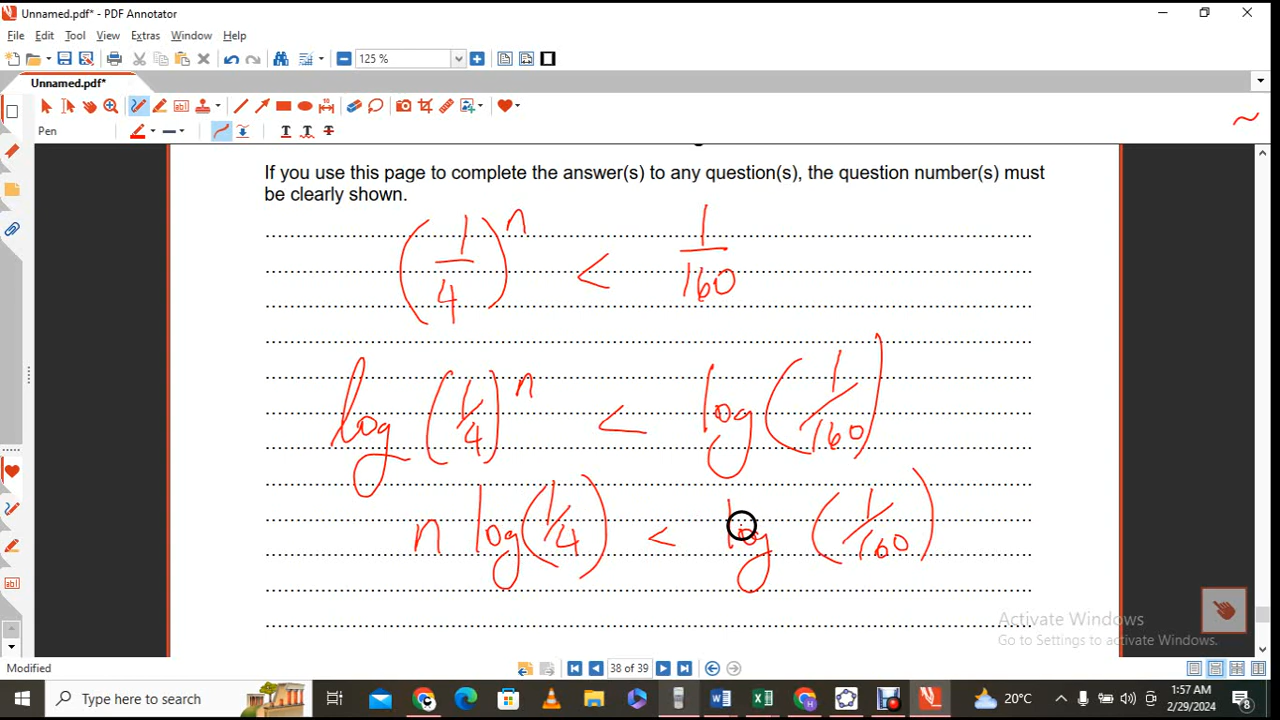 Unnamed.pdf* - PDF Annotator
File Edit Tool View Extras Window Help
125 %
Unnamed.pdf*
Pen
If you use this page to complete the answer(s) to any question(s), the question number(s) must
be clearly shown.
(1/4)^n < 1/160
log (1/4)^n < log (1/160)
n log (1/4) < log (1/160)
Activate Windows
Go to Settings to activate Windows.
Modified
38 of 39
Type here to search
20°C
1:57 AM
2/29/2024
8